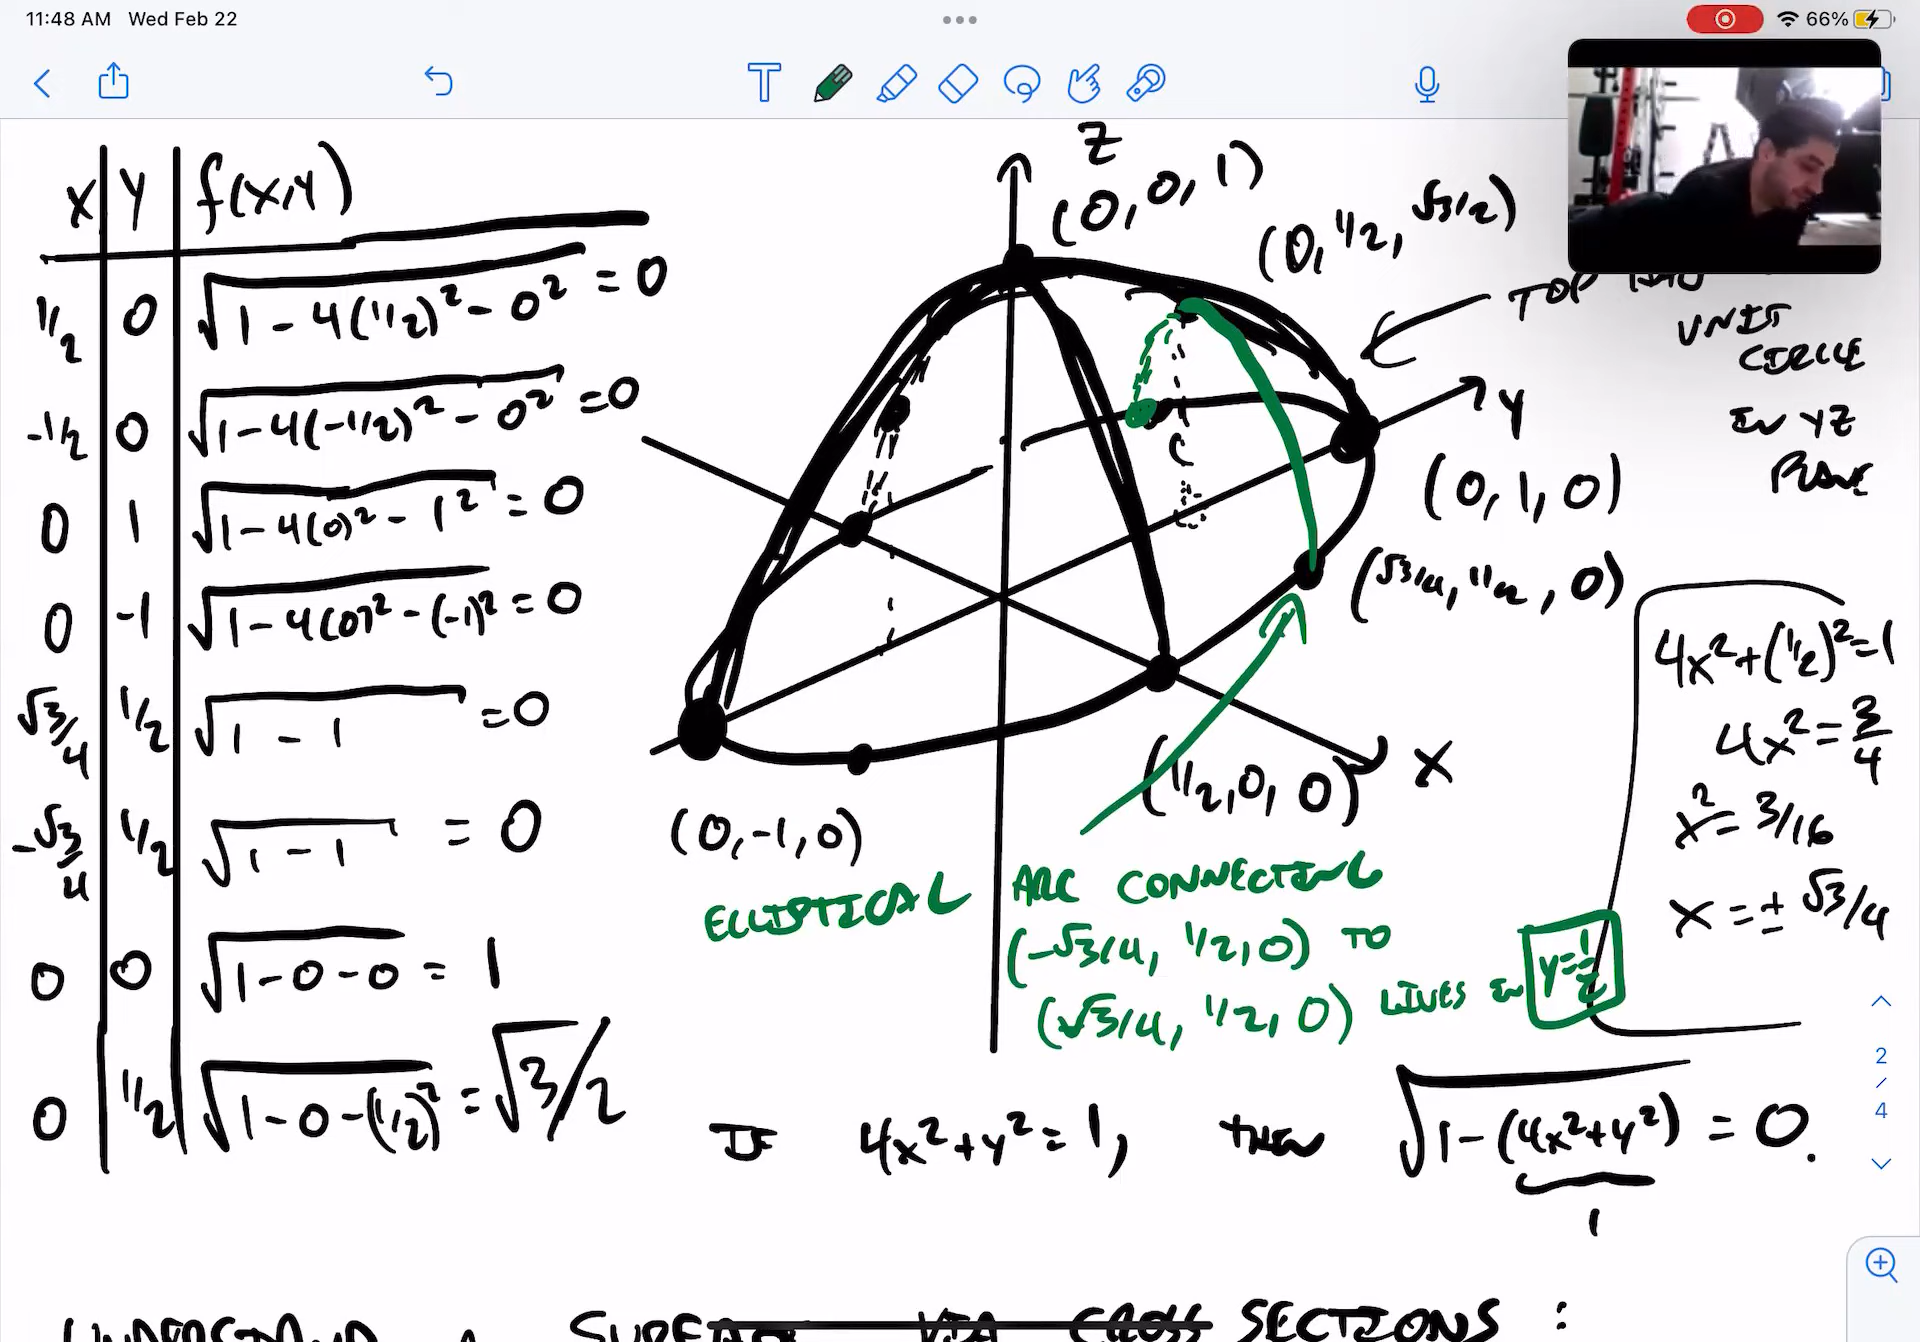 11:48 AM Wed Feb 22
66%
x y f(x,y)
1/2 0 √(1-4(1/2)²-0²) = 0
-1/2 0 √(1-4(-1/2)²-0²) = 0
0 1 √(1-4(0)²-1²) = 0
0 -1 √(1-4(0)²-(-1)²) = 0
√3/4 1/2 √(1-1) = 0
-√3/4 1/2 √(1-1) = 0
0 0 √(1-0-0) = 1
0 1/2 √(1-0-(1/2)²) = √3/2
Z
(0,0,1)
(0,1/2,√3/2)
TOP
UNIT
CIRCLE
IN YZ
PLANE
Y
(0,1,0)
(√3/4, 1/2, 0)
X
(1/2,0,0)
(0,-1,0)
ELLIPTICAL ARC CONNECTING
(-√3/4, 1/2, 0) TO
(√3/4, 1/2, 0) LIVES IN y=1/2
4x²+(1/2)²=1
4x²=3/4
x²=3/16
x=±√3/4
IF 4x²+y²=1, THEN √(1-(4x²+y²)) = 0.
1
2
/
4
SECTIONS :